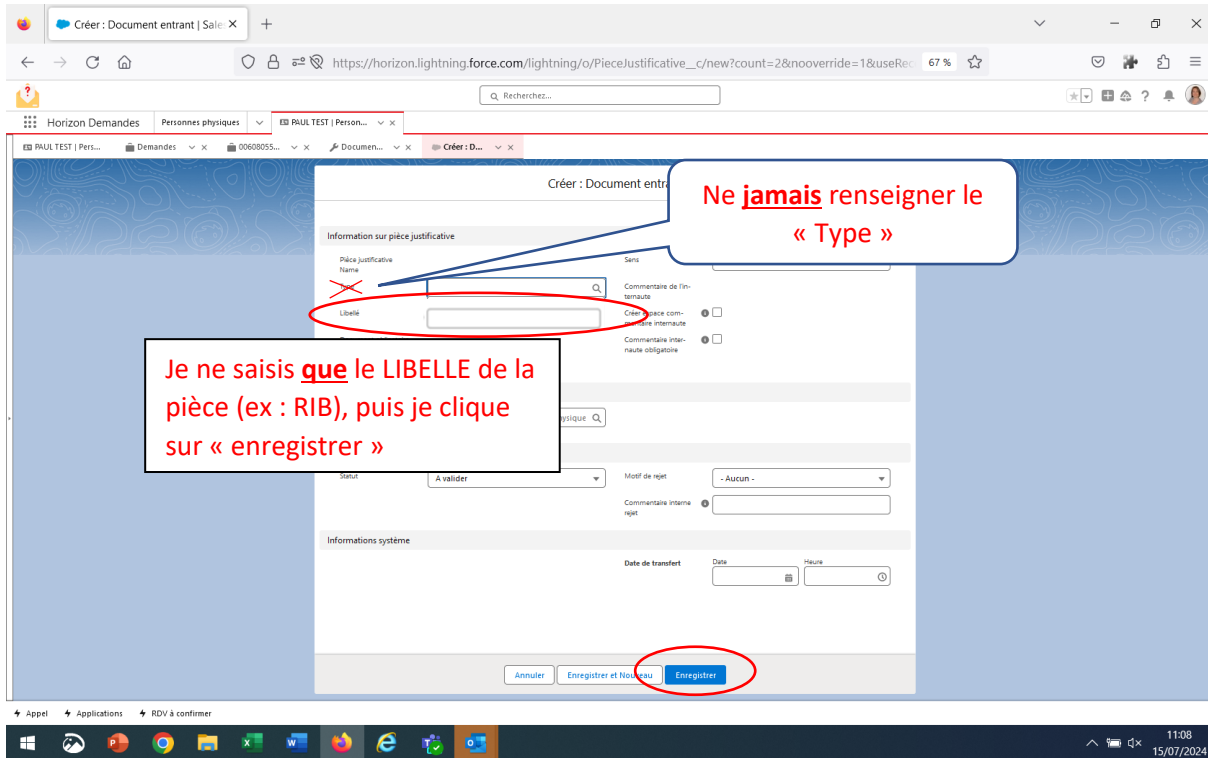 Créer : Document entrant | Sale
https://horizon.lightning.force.com/lightning/o/PieceJustificative__c/new?count=2&nooverride=1&useRec
67 %
Recherchez...
Horizon Demandes
Personnes physiques
PAUL TEST | Person...
PAUL TEST | Pers...
Demandes
00608055...
Documen...
Créer : D...
Créer : Document entr
Ne jamais renseigner le
« Type »
Information sur pièce justificative
Pièce justificative
Name
Sens
Type
Commentaire de l'in-
ternaute
Libellé
Créer espace com-
mentaire internaute
Commentaire inter-
naute obligatoire
Je ne saisis que le LIBELLE de la
pièce (ex : RIB), puis je clique
sur « enregistrer »
ysique
Statut
A valider
Motif de rejet
- Aucun -
Commentaire interne
rejet
Informations système
Date de transfert
Date
Heure
Annuler
Enregistrer et Nouveau
Enregistrer
Appel
Applications
RDV à confirmer
11:08
15/07/2024